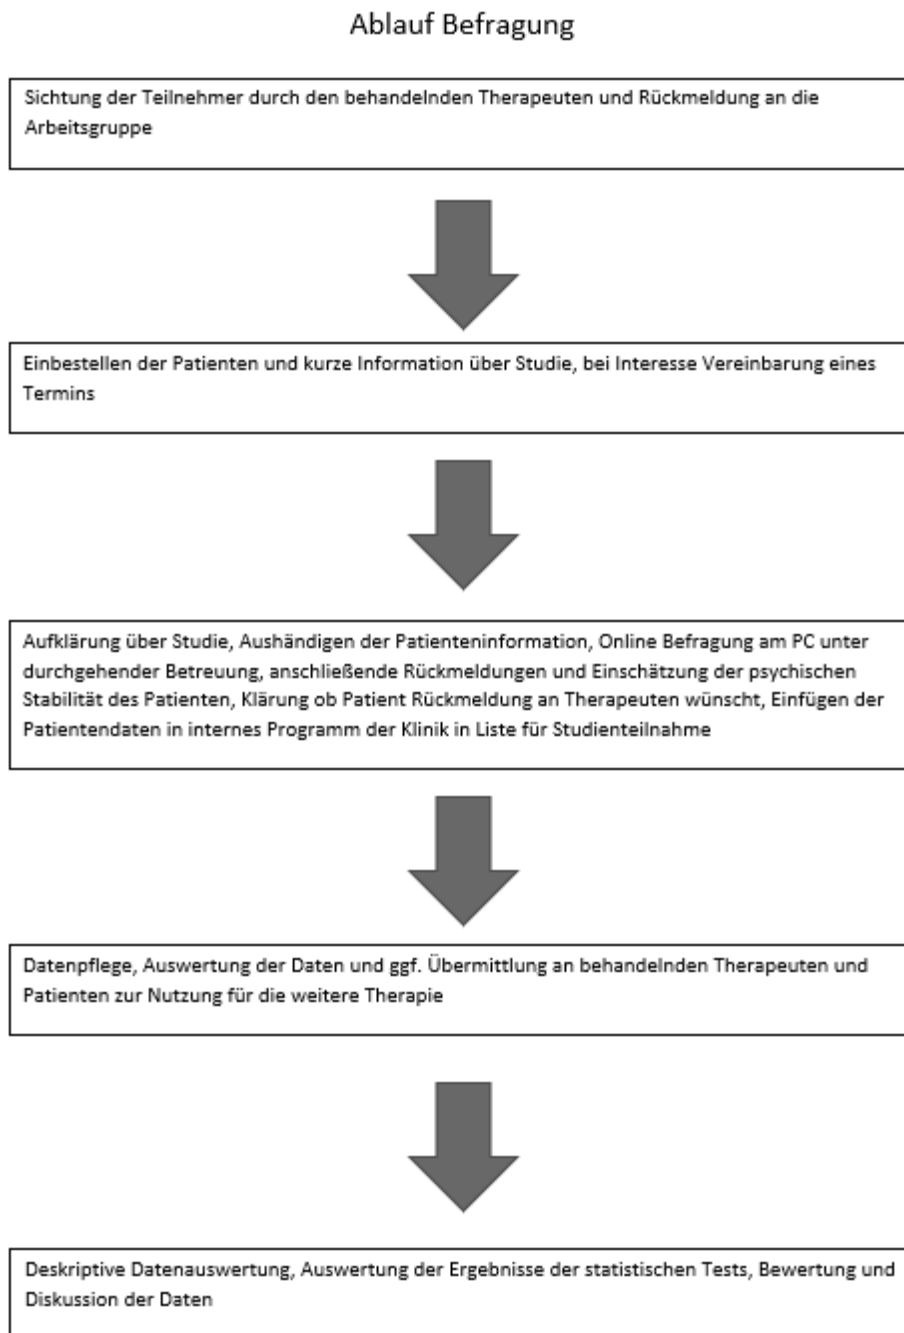 Ablauf Befragung
Sichtung der Teilnehmer durch den behandelnden Therapeuten und Rückmeldung an die
Arbeitsgruppe
Einbestellen der Patienten und kurze Information über Studie, bei Interesse Vereinbarung eines
Termins
Aufklärung über Studie, Aushändigen der Patienteninformation, Online Befragung am PC unter
durchgehender Betreuung, anschließende Rückmeldungen und Einschätzung der psychischen
Stabilität des Patienten, Klärung ob Patient Rückmeldung an Therapeuten wünscht, Einfügen der
Patientendaten in internes Programm der Klinik in Liste für Studienteilnahme
Datenpflege, Auswertung der Daten und ggf. Übermittlung an behandelnden Therapeuten und
Patienten zur Nutzung für die weitere Therapie
Deskriptive Datenauswertung, Auswertung der Ergebnisse der statistischen Tests, Bewertung und
Diskussion der Daten